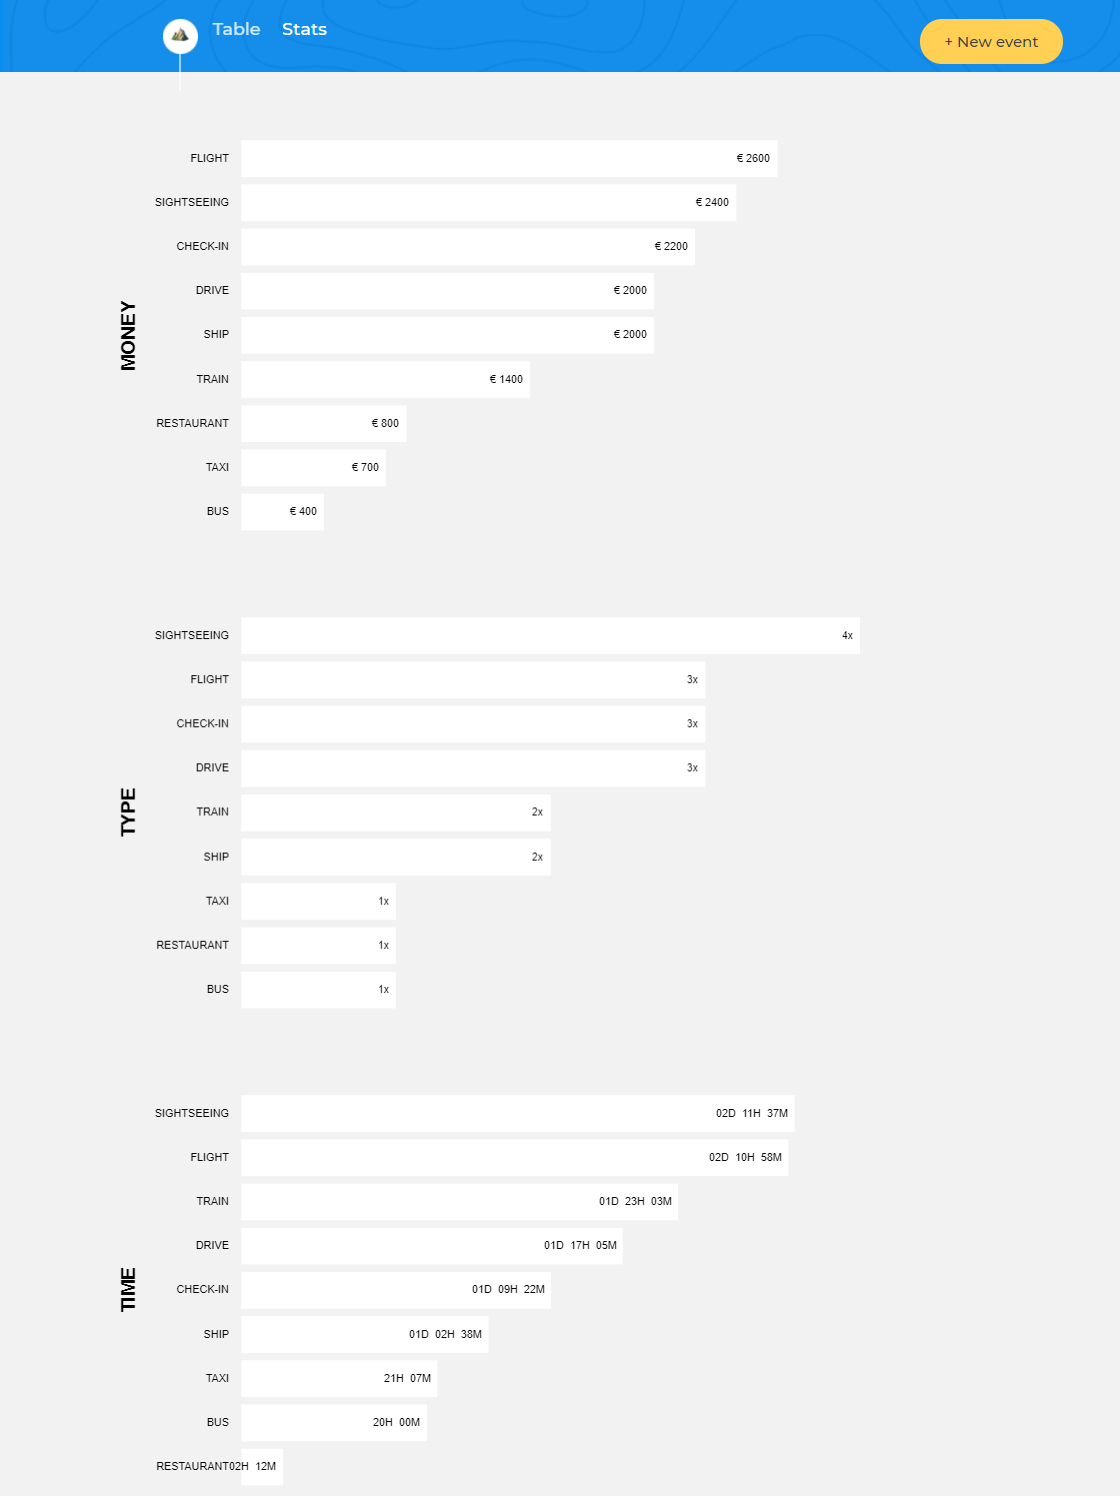 Table Stats
+ New event
MONEY
FLIGHT € 2600
SIGHTSEEING € 2400
CHECK-IN € 2200
DRIVE € 2000
SHIP € 2000
TRAIN € 1400
RESTAURANT € 800
TAXI € 700
BUS € 400
TYPE
SIGHTSEEING 4x
FLIGHT 3x
CHECK-IN 3x
DRIVE 3x
TRAIN 2x
SHIP 2x
TAXI 1x
RESTAURANT 1x
BUS 1x
TIME
SIGHTSEEING 02D 11H 37M
FLIGHT 02D 10H 58M
TRAIN 01D 23H 03M
DRIVE 01D 17H 05M
CHECK-IN 01D 09H 22M
SHIP 01D 02H 38M
TAXI 21H 07M
BUS 20H 00M
RESTAURANT 02H 12M